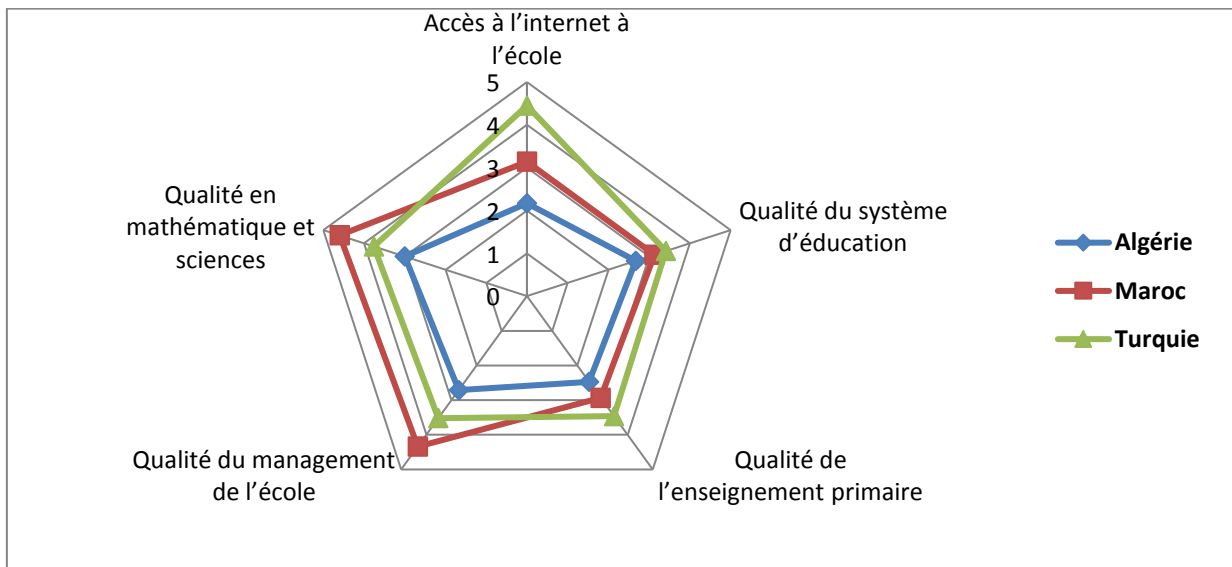 Accès à l’internet à
l’école
5
4
3
2
1
0
Qualité du système
d’éducation
Qualité de
l’enseignement primaire
Qualité du management
de l’école
Qualité en
mathématique et
sciences
Algérie
Maroc
Turquie